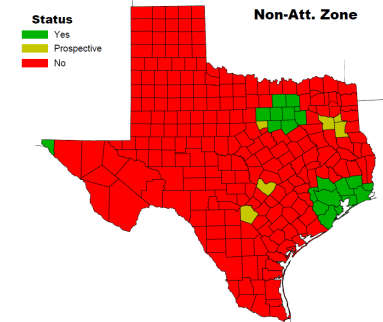 Non-Att. Zone
Status
Yes
Prospective
No